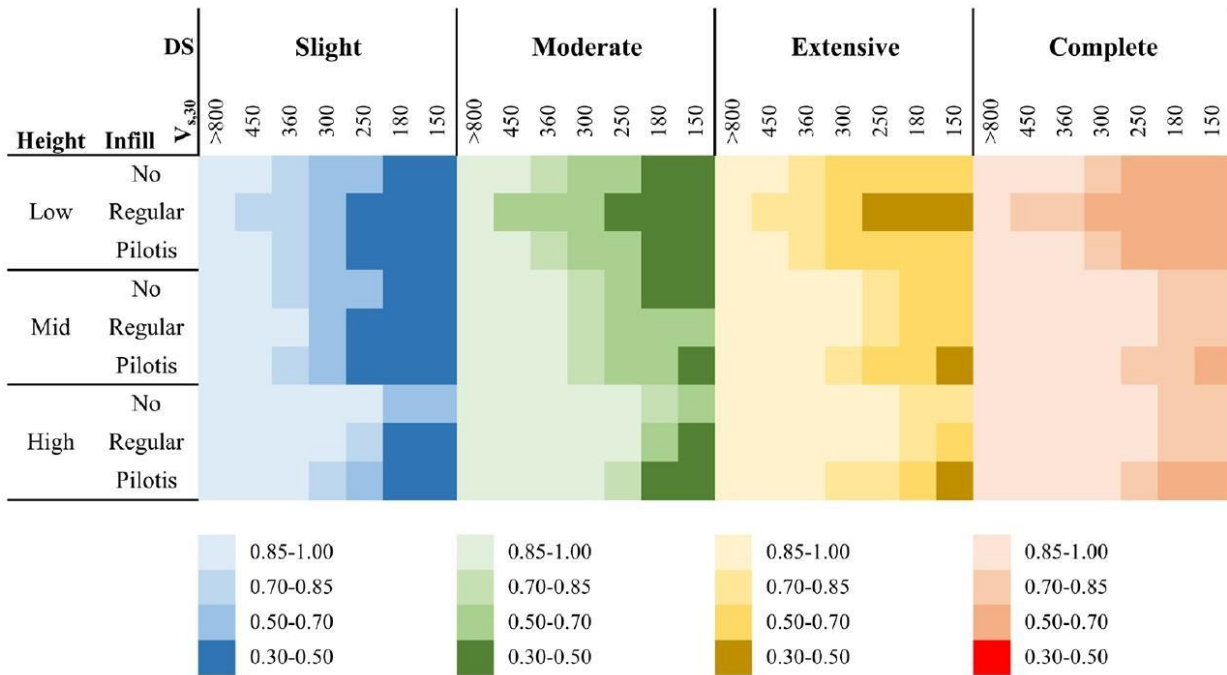 DS Slight Moderate Extensive Complete
Height Infill Vs,30 >800 450 360 300 250 180 150 >800 450 360 300 250 180 150 >800 450 360 300 250 180 150 >800 450 360 300 250 180 150
No
Low Regular
Pilotis
No
Mid Regular
Pilotis
No
High Regular
Pilotis
0.85-1.00 0.85-1.00 0.85-1.00 0.85-1.00
0.70-0.85 0.70-0.85 0.70-0.85 0.70-0.85
0.50-0.70 0.50-0.70 0.50-0.70 0.50-0.70
0.30-0.50 0.30-0.50 0.30-0.50 0.30-0.50